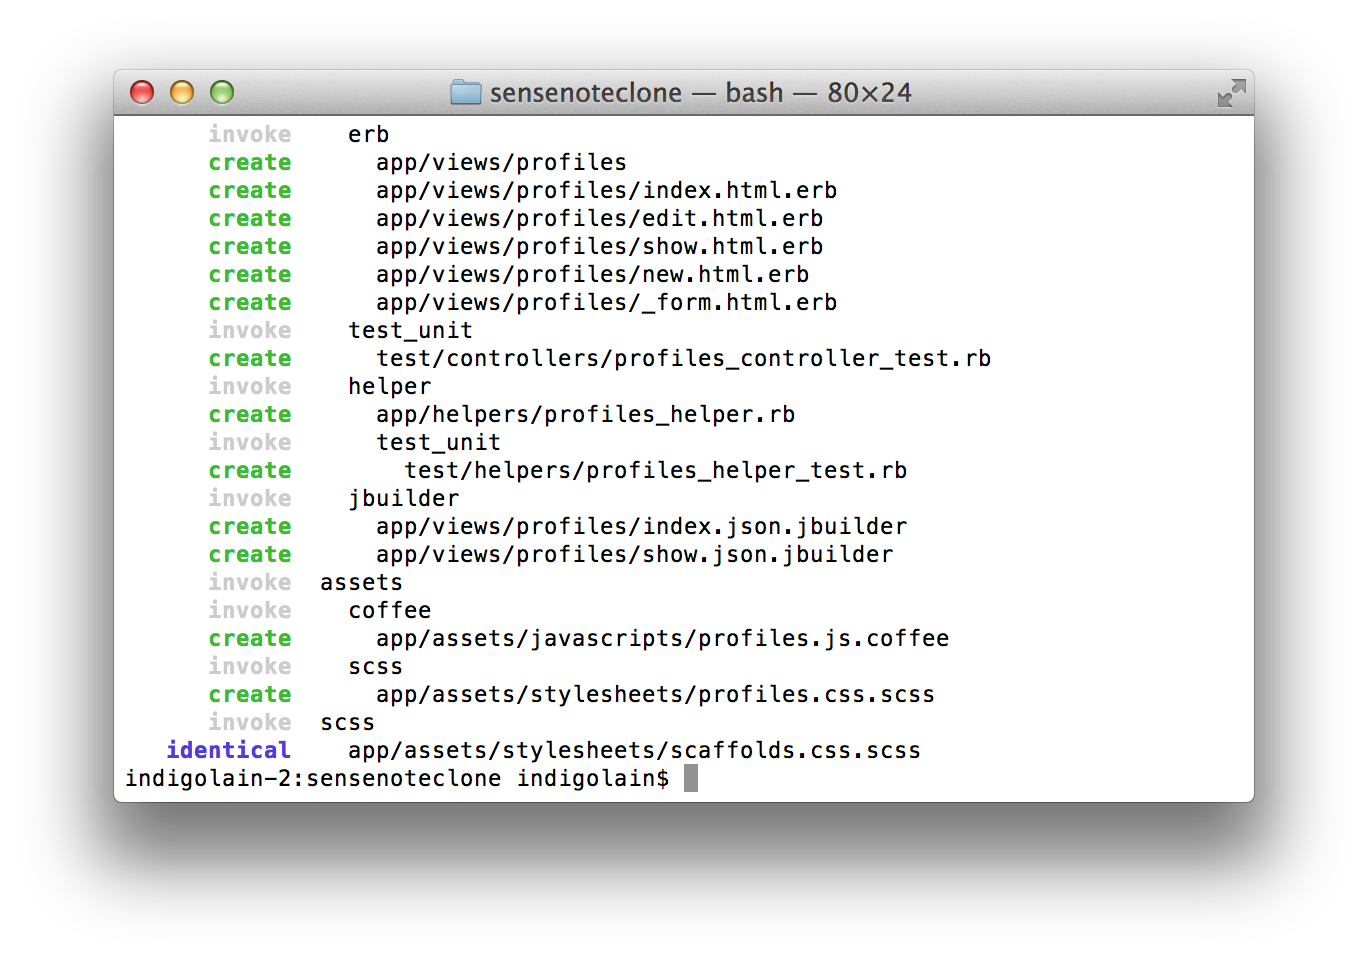 sensenoteclone — bash — 80×24
invoke erb
create app/views/profiles
create app/views/profiles/index.html.erb
create app/views/profiles/edit.html.erb
create app/views/profiles/show.html.erb
create app/views/profiles/new.html.erb
create app/views/profiles/_form.html.erb
invoke test_unit
create test/controllers/profiles_controller_test.rb
invoke helper
create app/helpers/profiles_helper.rb
invoke test_unit
create test/helpers/profiles_helper_test.rb
invoke jbuilder
create app/views/profiles/index.json.jbuilder
create app/views/profiles/show.json.jbuilder
invoke assets
invoke coffee
create app/assets/javascripts/profiles.js.coffee
invoke scss
create app/assets/stylesheets/profiles.css.scss
invoke scss
identical app/assets/stylesheets/scaffolds.css.scss
indigolain-2:sensenoteclone indigolain$